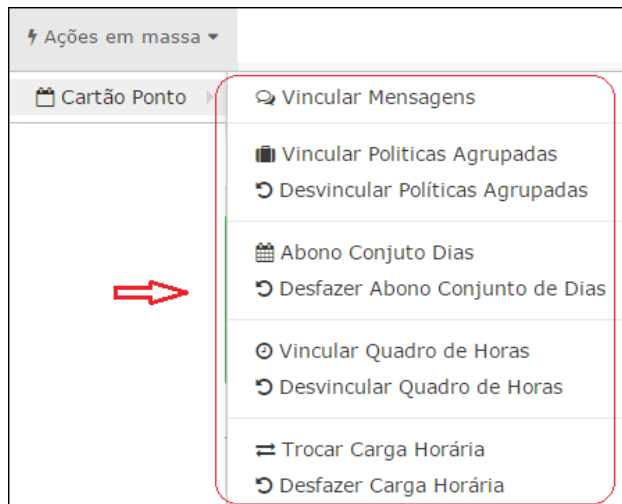 Ações em massa
Cartão Ponto
Vincular Mensagens
Vincular Politicas Agrupadas
Desvincular Políticas Agrupadas
Abono Conjuto Dias
Desfazer Abono Conjunto de Dias
Vincular Quadro de Horas
Desvincular Quadro de Horas
Trocar Carga Horária
Desfazer Carga Horária